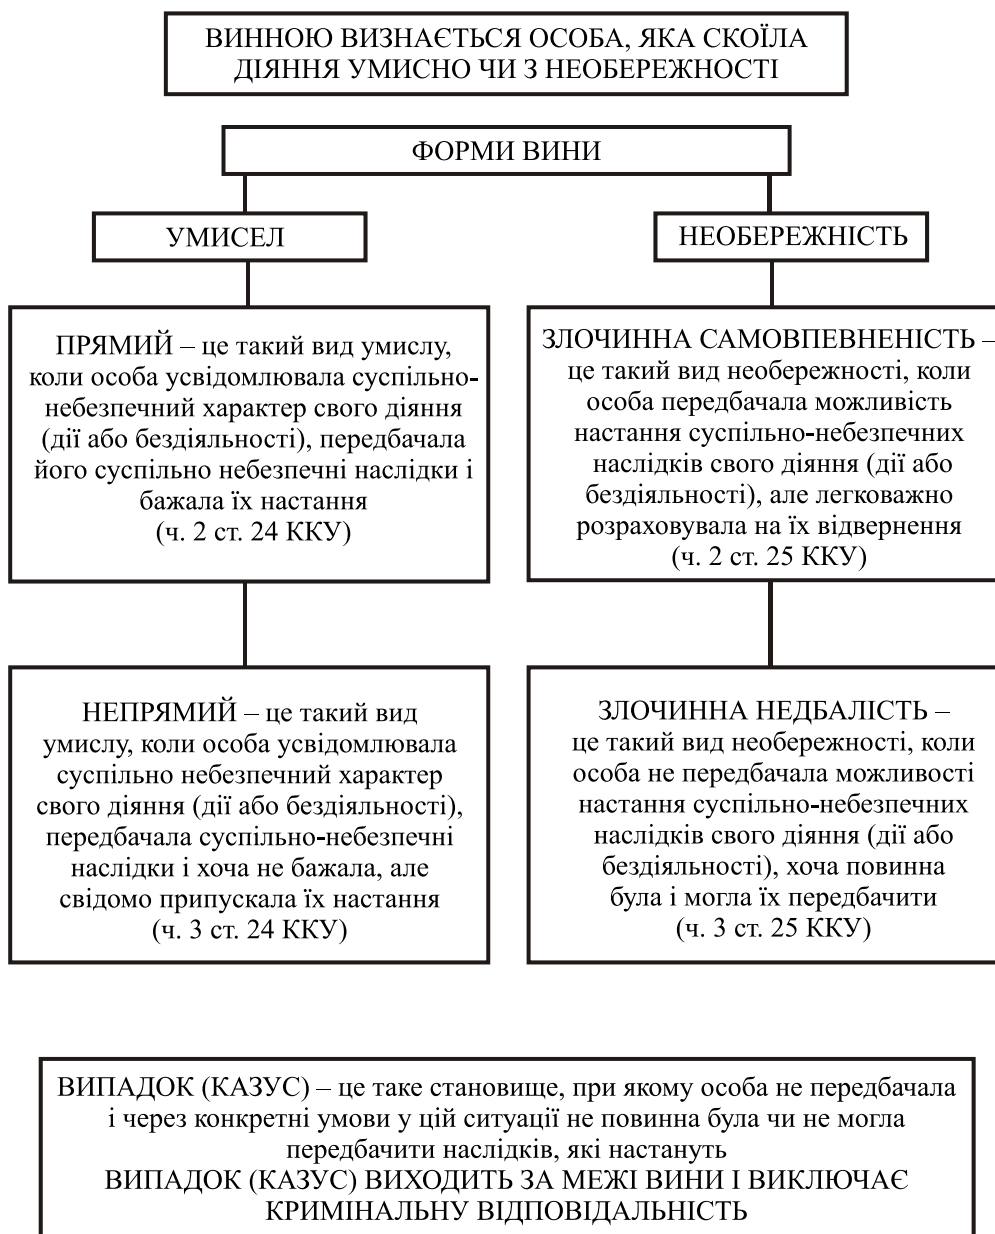 ВИННОЮ ВИЗНАЄТЬСЯ ОСОБА, ЯКА СКОЇЛА
ДІЯННЯ УМИСНО ЧИ З НЕОБЕРЕЖНОСТІ
ФОРМИ ВИНИ
УМИСЕЛ
НЕОБЕРЕЖНІСТЬ
ПРЯМИЙ – це такий вид умислу,
коли особа усвідомлювала суспільно-
небезпечний характер свого діяння
(дії або бездіяльності), передбачала
його суспільно небезпечні наслідки і
бажала їх настання
(ч. 2 ст. 24 ККУ)
ЗЛОЧИННА САМОВПЕВНЕНІСТЬ –
це такий вид необережності, коли
особа передбачала можливість
настання суспільно-небезпечних
наслідків свого діяння (дії або
бездіяльності), але легковажно
розраховувала на їх відвернення
(ч. 2 ст. 25 ККУ)
НЕПРЯМИЙ – це такий вид
умислу, коли особа усвідомлювала
суспільно небезпечний характер
свого діяння (дії або бездіяльності),
передбачала суспільно-небезпечні
наслідки і хоча не бажала, але
свідомо припускала їх настання
(ч. 3 ст. 24 ККУ)
ЗЛОЧИННА НЕДБАЛІСТЬ –
це такий вид необережності, коли
особа не передбачала можливості
настання суспільно-небезпечних
наслідків свого діяння (дії або
бездіяльності), хоча повинна
була і могла їх передбачити
(ч. 3 ст. 25 ККУ)
ВИПАДОК (КАЗУС) – це таке становище, при якому особа не передбачала
і через конкретні умови у цій ситуації не повинна була чи не могла
передбачити наслідків, які настануть
ВИПАДОК (КАЗУС) ВИХОДИТЬ ЗА МЕЖІ ВИНИ І ВИКЛЮЧАЄ
КРИМІНАЛЬНУ ВІДПОВІДАЛЬНІСТЬ